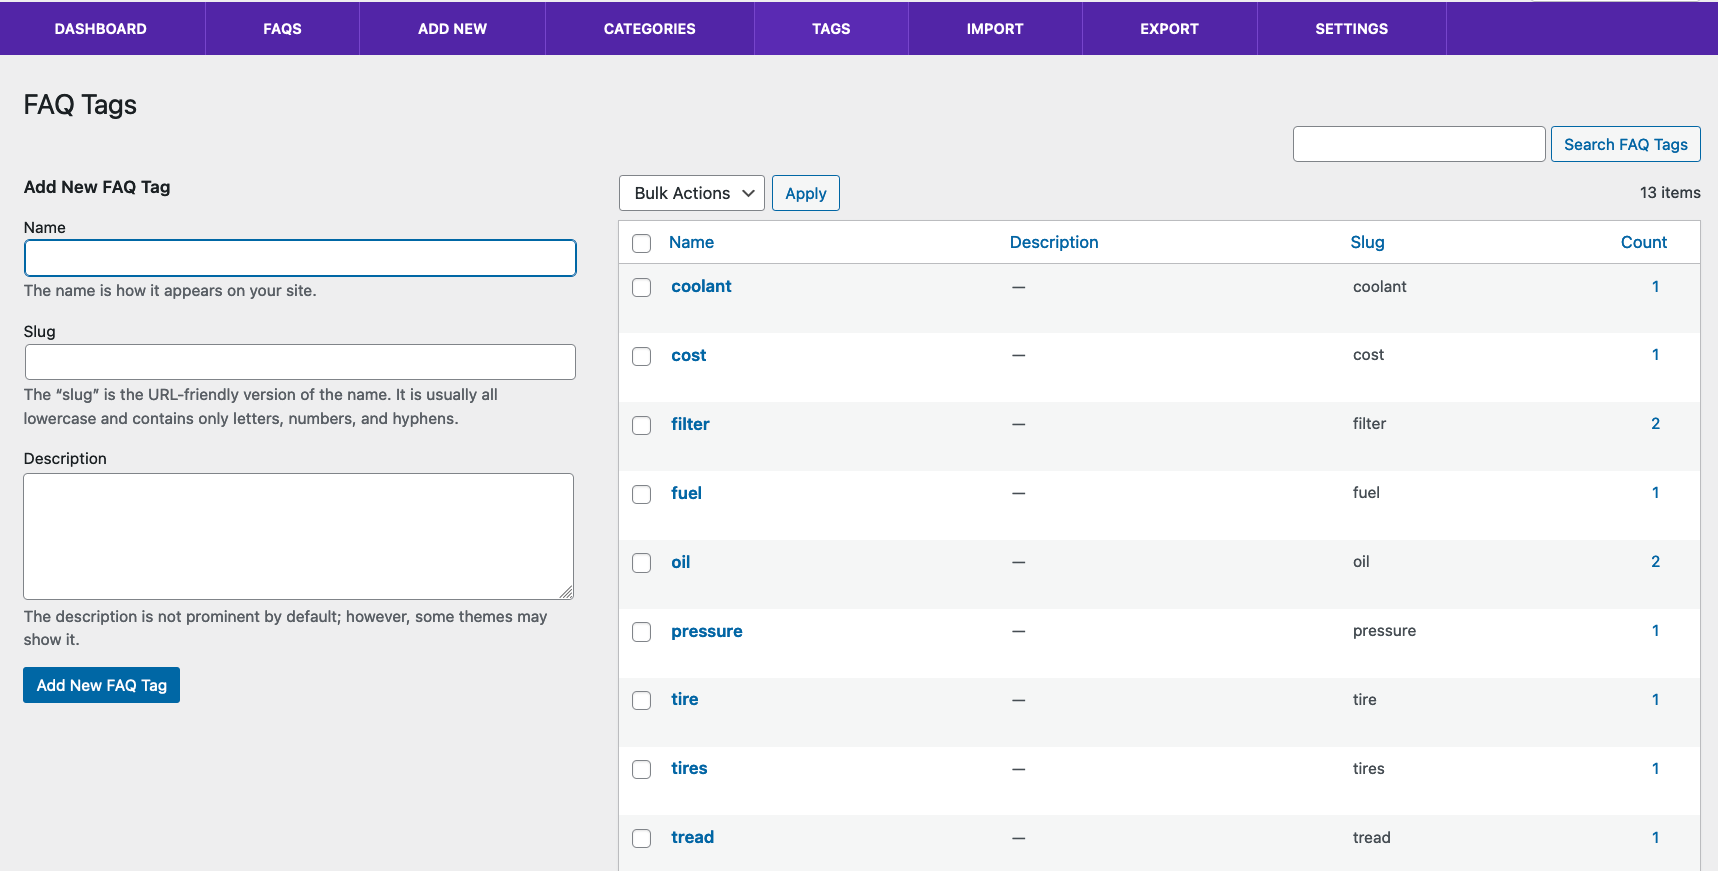 DASHBOARD FAQS ADD NEW CATEGORIES TAGS IMPORT EXPORT SETTINGS
FAQ Tags
Search FAQ Tags
Add New FAQ Tag
Name
The name is how it appears on your site.
Slug
The “slug” is the URL-friendly version of the name. It is usually all
lowercase and contains only letters, numbers, and hyphens.
Description
The description is not prominent by default; however, some themes may
show it.
Add New FAQ Tag
Bulk Actions Apply 13 items
Name Description Slug Count
coolant — coolant 1
cost — cost 1
filter — filter 2
fuel — fuel 1
oil — oil 2
pressure — pressure 1
tire — tire 1
tires — tires 1
tread — tread 1